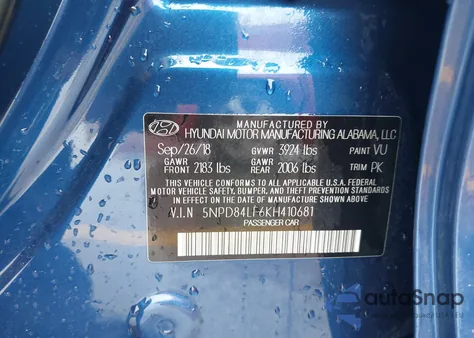 MANUFACTURED BY
HYUNDAI MOTOR MANUFACTURING ALABAMA, LLC
Sep/26/18 GVWR 3924 lbs PAINT VU
GAWR FRONT 2183 lbs GAWR REAR 2006 lbs TRIM PK
THIS VEHICLE CONFORMS TO ALL APPLICABLE U.S.A. FEDERAL
MOTOR VEHICLE SAFETY, BUMPER, AND THEFT PREVENTION
STANDARDS IN EFFECT ON THE DATE OF MANUFACTURE SHOWN ABOVE.
V.I.N 5NPD84LF6KH410681
PASSENGER CAR
autoSnap